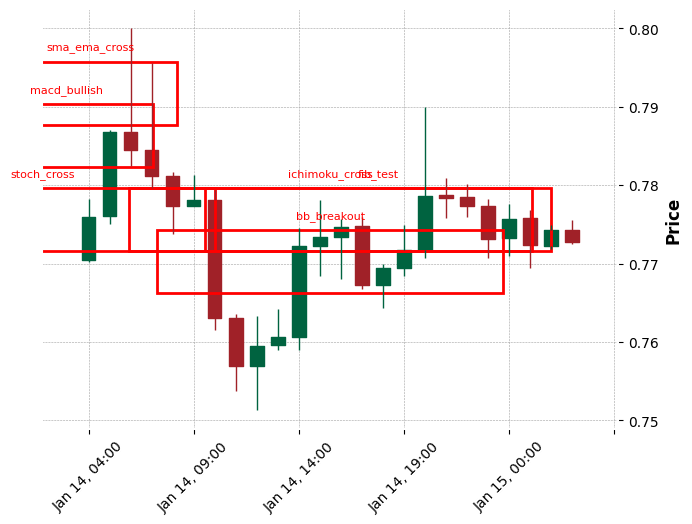 sma_ema_cross
macd_bullish
stoch_cross
ichimoku_cross
bb_breakout
0.80
0.79
0.78
0.77
0.76
0.75
Price
Jan 14, 04:00
Jan 14, 09:00
Jan 14, 14:00
Jan 14, 19:00
Jan 15, 00:00